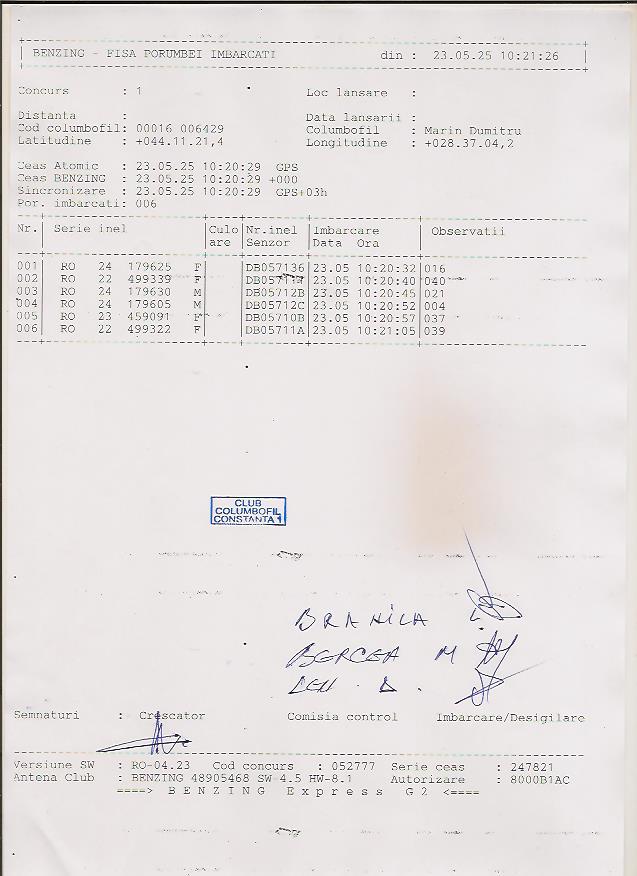 BENZING - FISA PORUMBEI IMBARCATI din : 23.05.25 10:21:26
Concurs : 1 Loc lansare :
Distanta : Data lansarii :
Cod columbofil: 00016 006429 Columbofil : Marin Dumitru
Latitudine : +044.11.21,4 Longitudine : +028.37.04,2
Ceas Atomic : 23.05.25 10:20:29 GPS
Ceas BENZING : 23.05.25 10:20:29 +000
Sincronizare : 23.05.25 10:20:29 GPS+03h
Por. imbarcati: 006
Nr. Serie inel Culo Nr.inel Imbarcare Observatii
are Senzor Data Ora
001 RO 24 179625 F DB057136 23.05 10:20:32 016
002 RO 22 499339 F 23.05 10:20:40 040
003 RO 24 179630 M DB05712B 23.05 10:20:45 021
004 RO 24 179605 M DB05712C 23.05 10:20:52 004
005 RO 23 459091 F DB05710B 23.05 10:20:57 037
006 RO 22 499322 F DB05711A 23.05 10:21:05 039
CLUB
COLUMBOFIL
CONSTANTA 1
BRANILA
BERCEA M
LEU D.
Semnaturi : Crescator Comisia control Imbarcare/Desigilare
Versiune SW : RO-04.23 Cod concurs : 052777 Serie ceas : 247821
Antena Club : BENZING 48905468 SW-4.5 HW-8.1 Autorizare : 8000B1AC
====> B E N Z I N G E x p r e s s G 2 <====